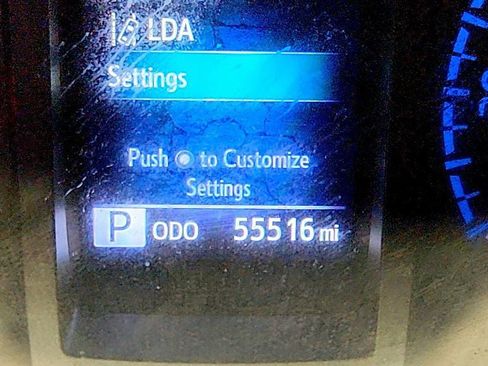 LDA
Settings
Push to Customize
Settings
P ODO 55516 mi